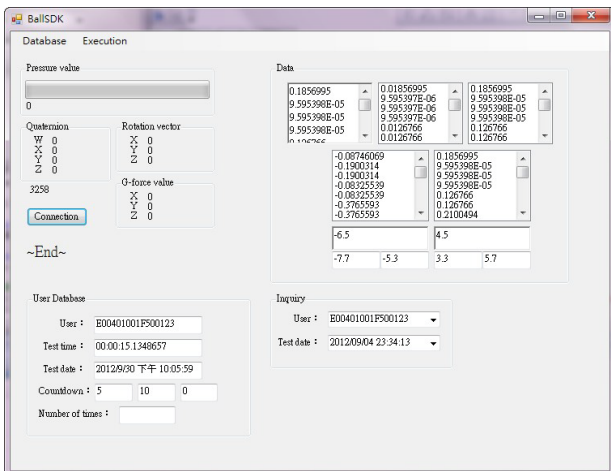 BallSDK
Database Execution
Pressure value
0
Quaternion
W 0
X 0
Y 0
Z 0
Rotation vector
X 0
Y 0
Z 0
3258
G-force value
X 0
Y 0
Z 0
Connection
~End~
Data
0.1856995
9.595398E-05
9.595398E-05
9.595398E-05
0.01856995
9.595397E-06
9.595397E-06
9.595397E-06
0.0126766
0.0126766
0.1856995
9.595398E-05
9.595398E-05
9.595398E-05
0.126766
0.126766
-0.08746069
-0.1900314
-0.1900314
-0.08325539
-0.08325539
-0.3765593
-0.3765593
0.1856995
9.595398E-05
9.595398E-05
9.595398E-05
0.126766
0.126766
0.2100494
-6.5 4.5
-7.7 -5.3 3.3 5.7
User Database
User： E00401001F500123
Test time： 00:00:15.1348657
Test date： 2012/9/30 下午 10:05:59
Countdown： 5 10 0
Number of times：
Inquiry
User： E00401001F500123
Test date： 2012/09/04 23:34:13